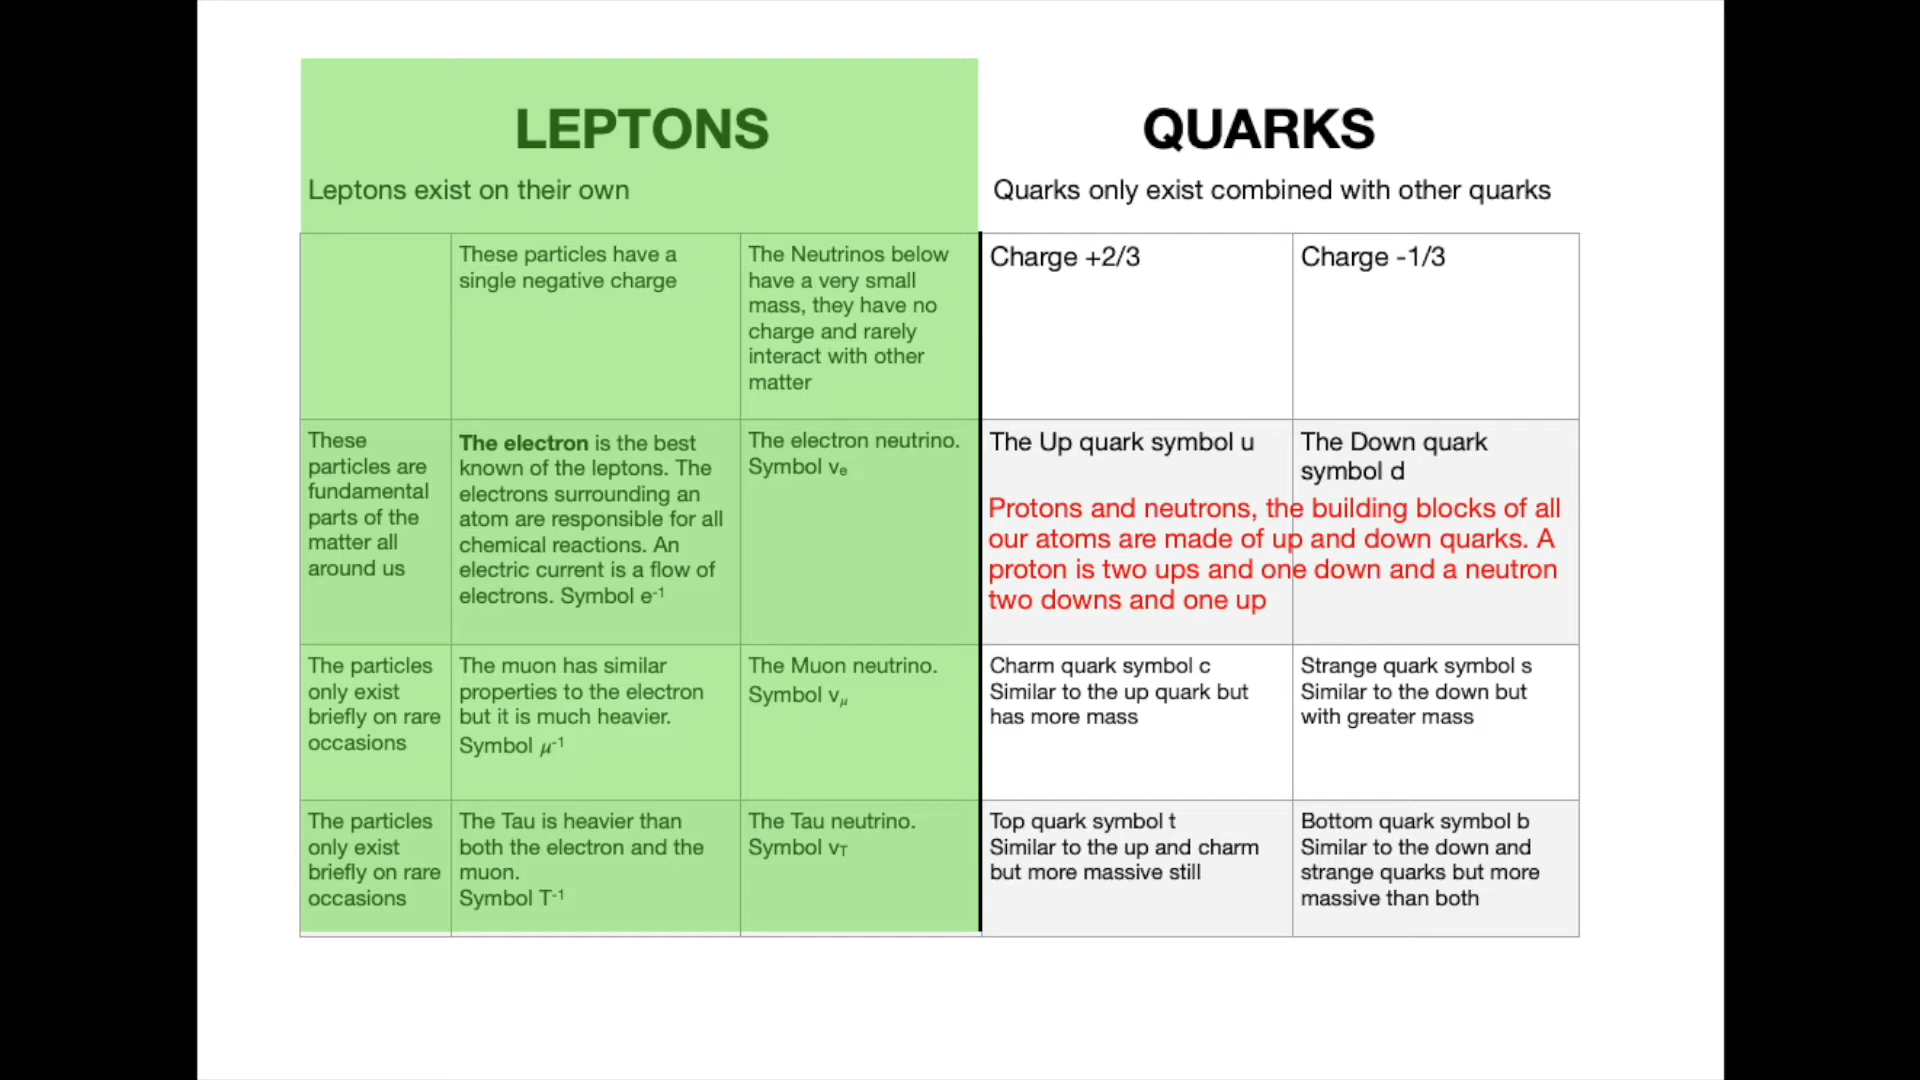 LEPTONS
Leptons exist on their own
QUARKS
Quarks only exist combined with other quarks
These particles have a
single negative charge
The Neutrinos below
have a very small
mass, they have no
charge and rarely
interact with other
matter
Charge +2/3
Charge -1/3
These
particles are
fundamental
parts of the
matter all
around us
The electron is the best
known of the leptons. The
electrons surrounding an
atom are responsible for all
chemical reactions. An
electric current is a flow of
electrons. Symbol e⁻¹
The electron neutrino.
Symbol vₑ
The Up quark symbol u
The Down quark
symbol d
Protons and neutrons, the building blocks of all
our atoms are made of up and down quarks. A
proton is two ups and one down and a neutron
two downs and one up
The particles
only exist
briefly on rare
occasions
The muon has similar
properties to the electron
but it is much heavier.
Symbol μ⁻¹
The Muon neutrino.
Symbol vμ
Charm quark symbol c
Similar to the up quark but
has more mass
Strange quark symbol s
Similar to the down but
with greater mass
The particles
only exist
briefly on rare
occasions
The Tau is heavier than
both the electron and the
muon.
Symbol T⁻¹
The Tau neutrino.
Symbol vT
Top quark symbol t
Similar to the up and charm
but more massive still
Bottom quark symbol b
Similar to the down and
strange quarks but more
massive than both